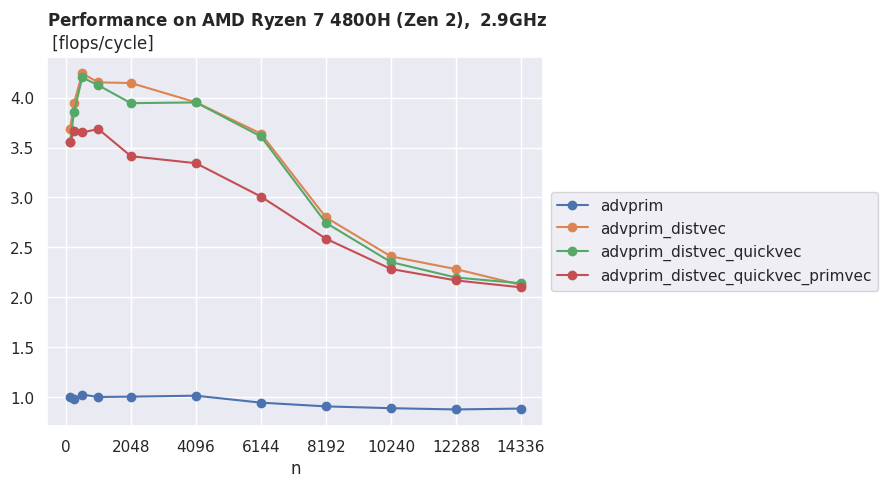 Performance on AMD Ryzen 7 4800H (Zen 2), 2.9GHz
[flops/cycle]
4.0
3.5
3.0
2.5
2.0
1.5
1.0
0 2048 4096 6144 8192 10240 12288 14336
n
advprim
advprim_distvec
advprim_distvec_quickvec
advprim_distvec_quickvec_primvec